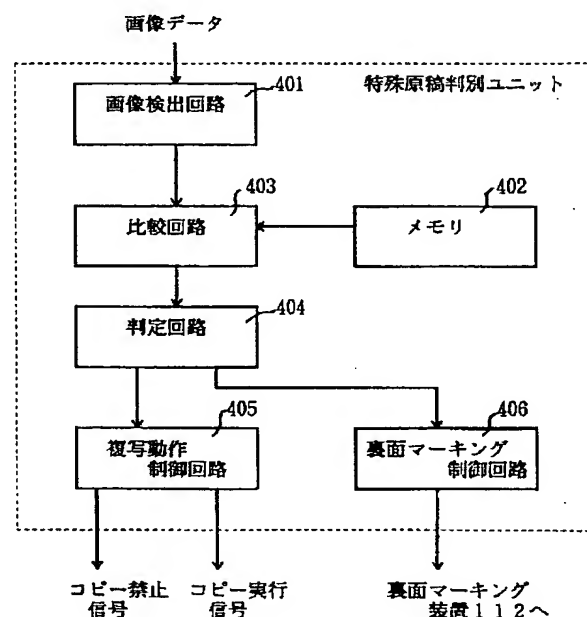 画像データ
特殊原稿判別ユニット
401
画像検出回路
403
比較回路
402
メモリ
404
判定回路
405
複写動作
制御回路
406
裏面マーキング
制御回路
コピー禁止
信号
コピー実行
信号
裏面マーキング
装置112へ